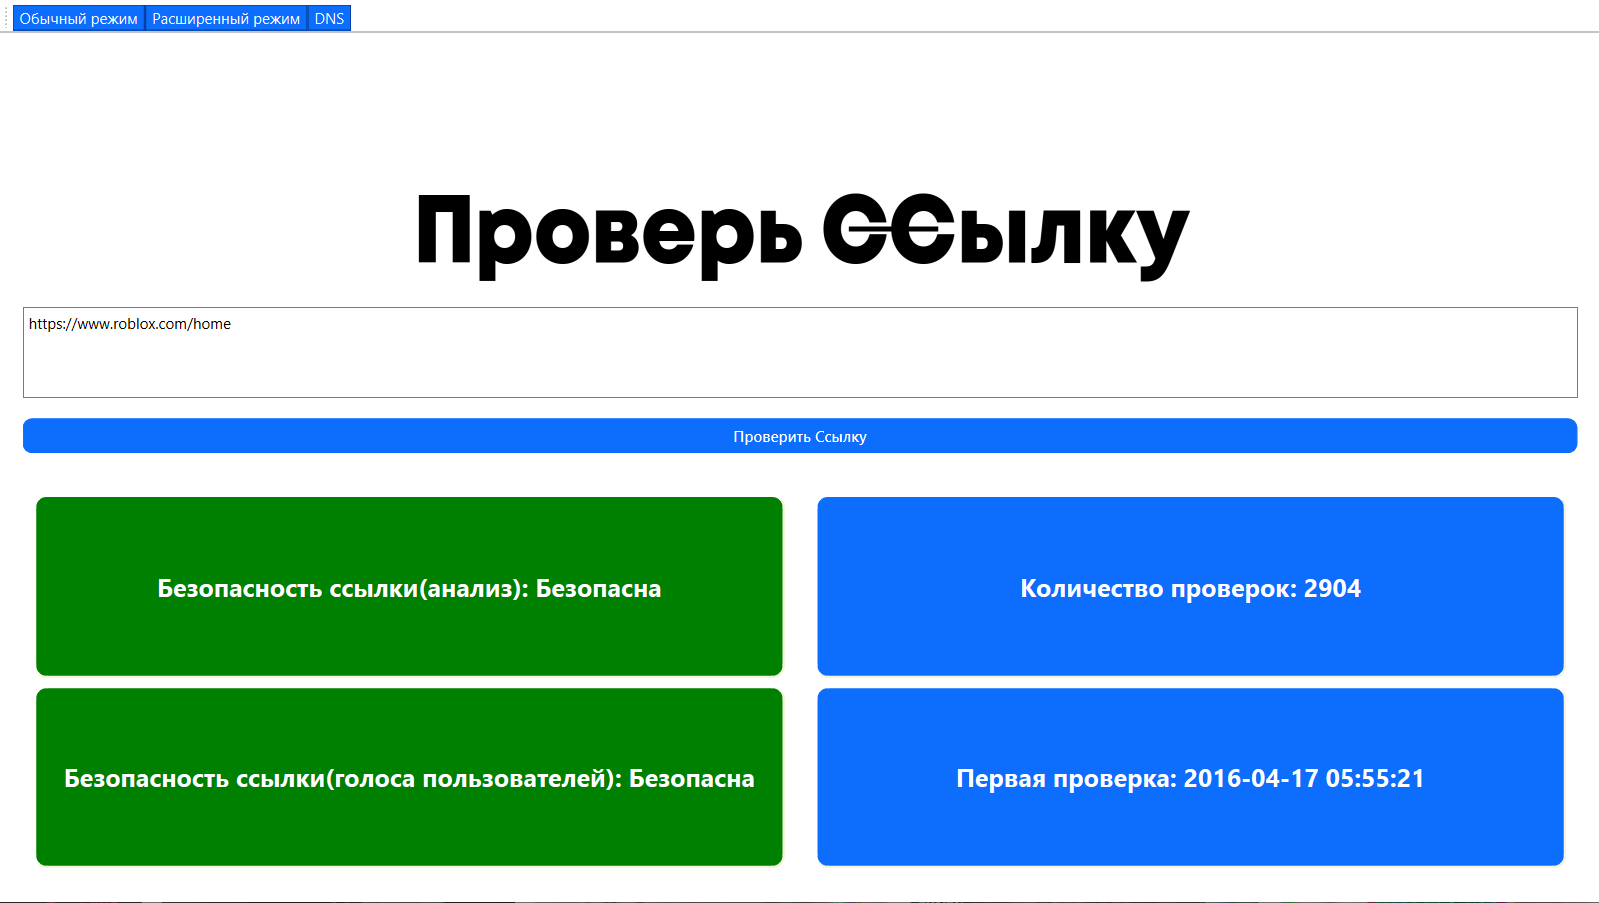 Обычный режим Расширенный режим DNS
Проверь ССылку
https://www.roblox.com/home
Проверить Ссылку
Безопасность ссылки(анализ): Безопасна
Количество проверок: 2904
Безопасность ссылки(голоса пользователей): Безопасна
Первая проверка: 2016-04-17 05:55:21